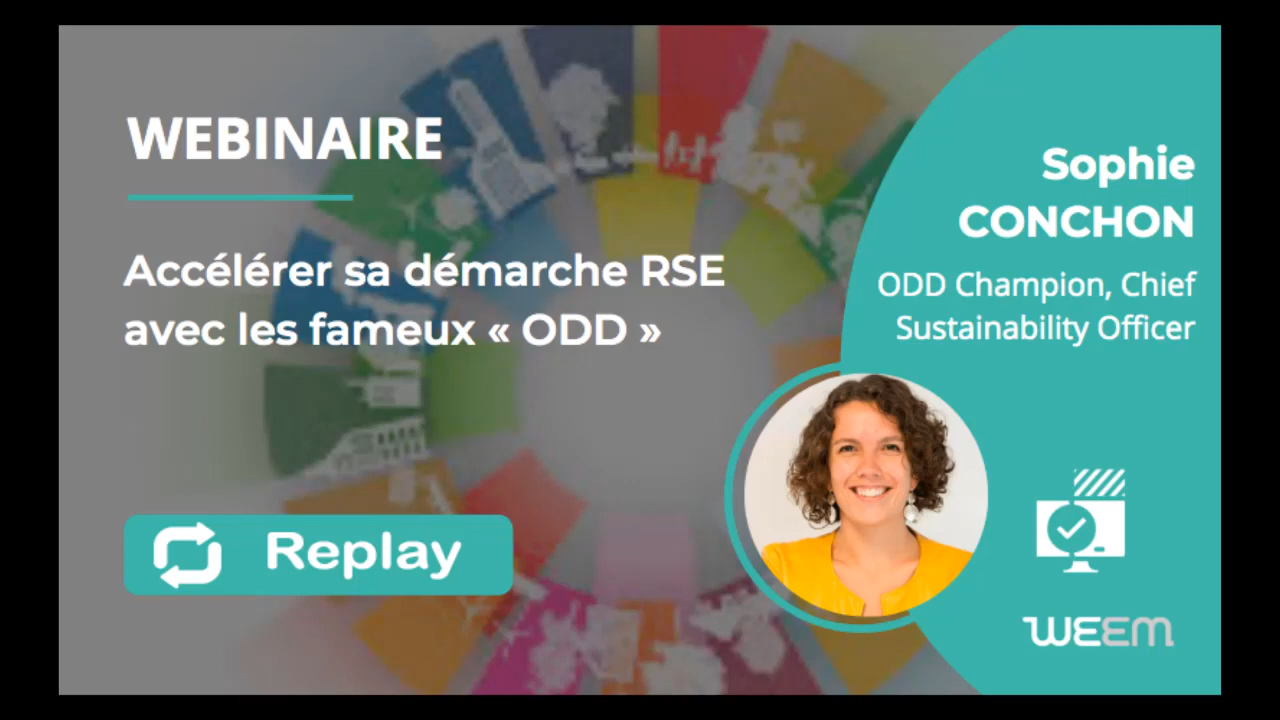 WEBINAIRE
Accélérer sa démarche RSE
avec les fameux « ODD »
Replay
Sophie
CONCHON
ODD Champion, Chief
Sustainability Officer
WEEM